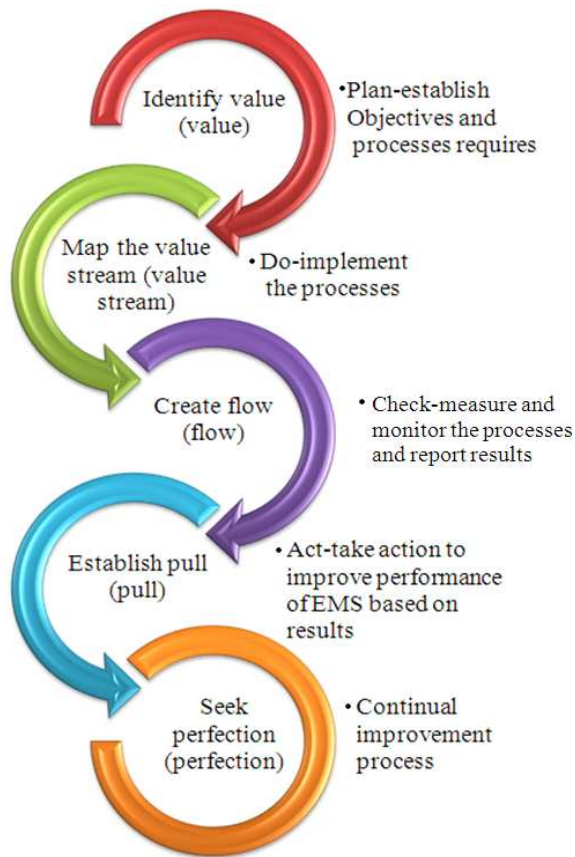 Identify value
(value)
• Plan-establish
Objectives and
processes requires
Map the value
stream (value
stream)
• Do-implement
the processes
Create flow
(flow)
• Check-measure and
monitor the processes
and report results
Establish pull
(pull)
• Act-take action to
improve performance
of EMS based on
results
Seek
perfection
(perfection)
• Continual
improvement
process